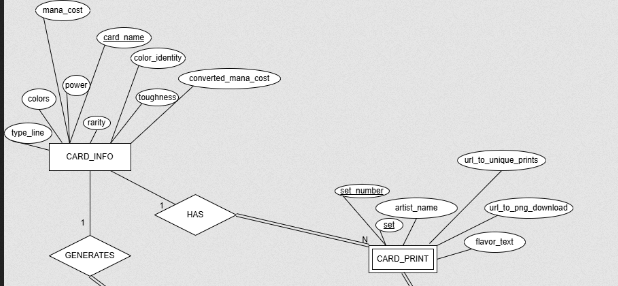 mana_cost
card_name
color_identity
power
converted_mana_cost
colors
toughness
rarity
type_line
CARD_INFO
url_to_unique_prints
set_number
1
artist_name
url_to_png_download
HAS
set
1
N
flavor_text
GENERATES
CARD_PRINT